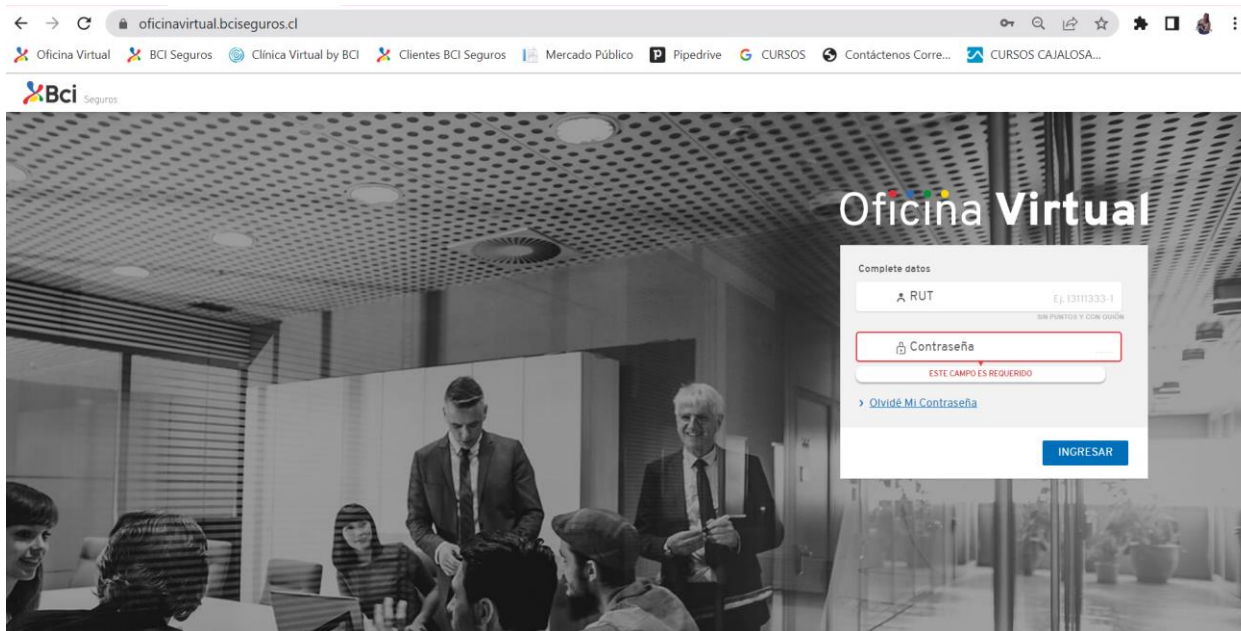 oficinavirtual.bciseguros.cl
Oficina Virtual BCI Seguros Clínica Virtual by BCI Clientes BCI Seguros Mercado Público Pipedrive CURSOS Contáctenos Corre... CURSOS CAJALOSA...
Bci Seguros
Oficina Virtual
Complete datos
RUT Ej. 13111333-1
SIN PUNTOS Y CON GUIÓN
Contraseña
ESTE CAMPO ES REQUERIDO
> Olvidé Mi Contraseña
INGRESAR